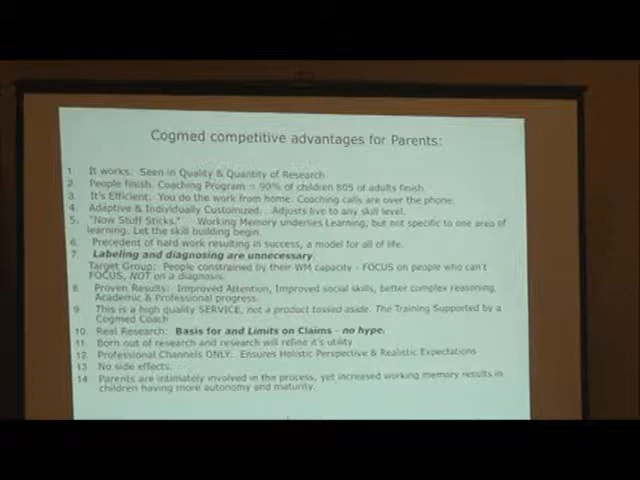 Cogmed competitive advantages for Parents:
1. It works. Seen in Quality & Quantity of Research
2. People finish. Coaching Program = 90% of children 805 of adults finish.
3. It's Efficient: You do the work from home. Coaching calls are over the phone.
4. Adaptive & Individually Customized. Adjusts live to any skill level.
5. "Now Stuff Sticks." Working Memory underlies Learning, but not specific to one area of
learning. Let the skill building begin.
6. Precedent of hard work resulting in success, a model for all of life.
7. Labeling and diagnosing are unnecessary.
Target Group: People constrained by their WM capacity - FOCUS on people who can't
FOCUS, NOT on a diagnosis.
8. Proven Results: Improved Attention, Improved social skills, better complex reasoning,
Academic & Professional progress.
9. This is a high quality SERVICE, not a product tossed aside. The Training Supported by a
Cogmed Coach
10. Real Research: Basis for and Limits on Claims - no hype.
11. Born out of research and research will refine it's utility
12. Professional Channels ONLY: Ensures Holistic Perspective & Realistic Expectations
13 No side effects.
14 Parents are intimately involved in the process, yet increased working memory results in
children having more autonomy and maturity.